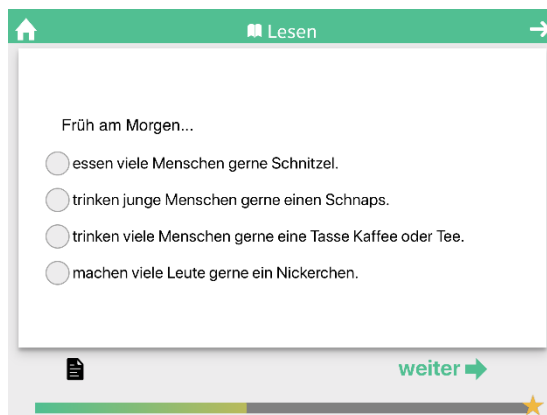 Lesen
Früh am Morgen...
essen viele Menschen gerne Schnitzel.
trinken junge Menschen gerne einen Schnaps.
trinken viele Menschen gerne eine Tasse Kaffee oder Tee.
machen viele Leute gerne ein Nickerchen.
weiter